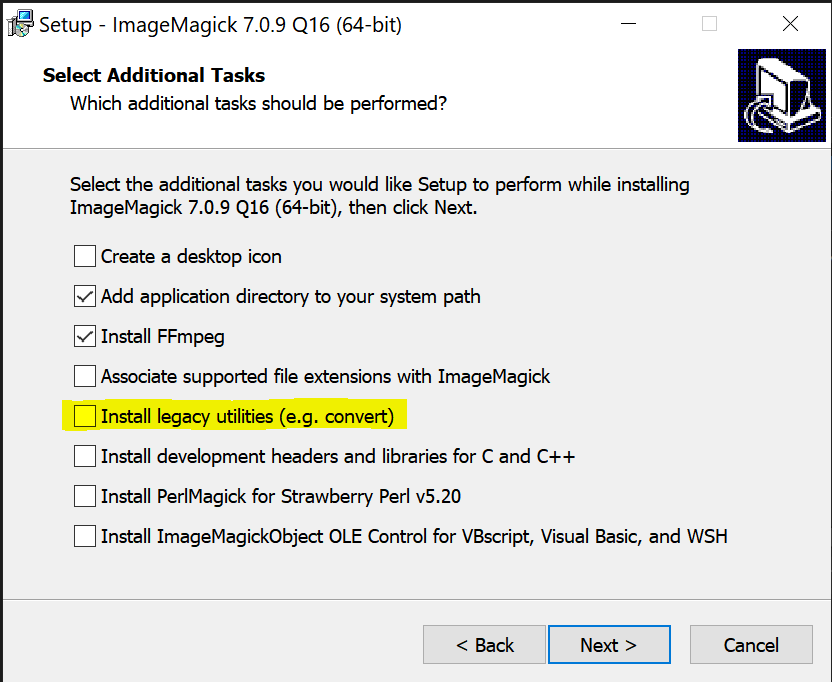 Setup - ImageMagick 7.0.9 Q16 (64-bit)
Select Additional Tasks
Which additional tasks should be performed?
Select the additional tasks you would like Setup to perform while installing
ImageMagick 7.0.9 Q16 (64-bit), then click Next.
Create a desktop icon
Add application directory to your system path
Install FFmpeg
Associate supported file extensions with ImageMagick
Install legacy utilities (e.g. convert)
Install development headers and libraries for C and C++
Install PerlMagick for Strawberry Perl v5.20
Install ImageMagickObject OLE Control for VBscript, Visual Basic, and WSH
< Back
Next >
Cancel